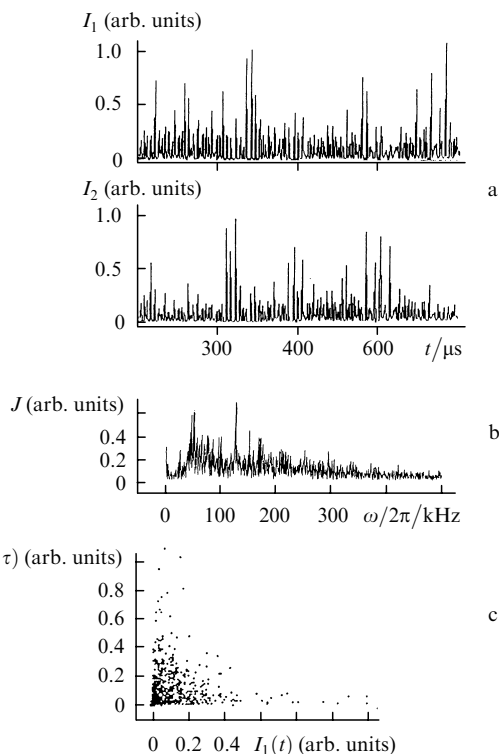 I₁ (arb. units)
1.0
0.5
0
I₂ (arb. units)
a
1.0
0.5
0
300 400 600 t/μs
J (arb. units)
b
0.4
0.2
0
0 100 200 300 ω/2π/kHz
τ) (arb. units)
0.8
c
0.6
0.4
0.2
0
0 0.2 0.4 I₁(t) (arb. units)